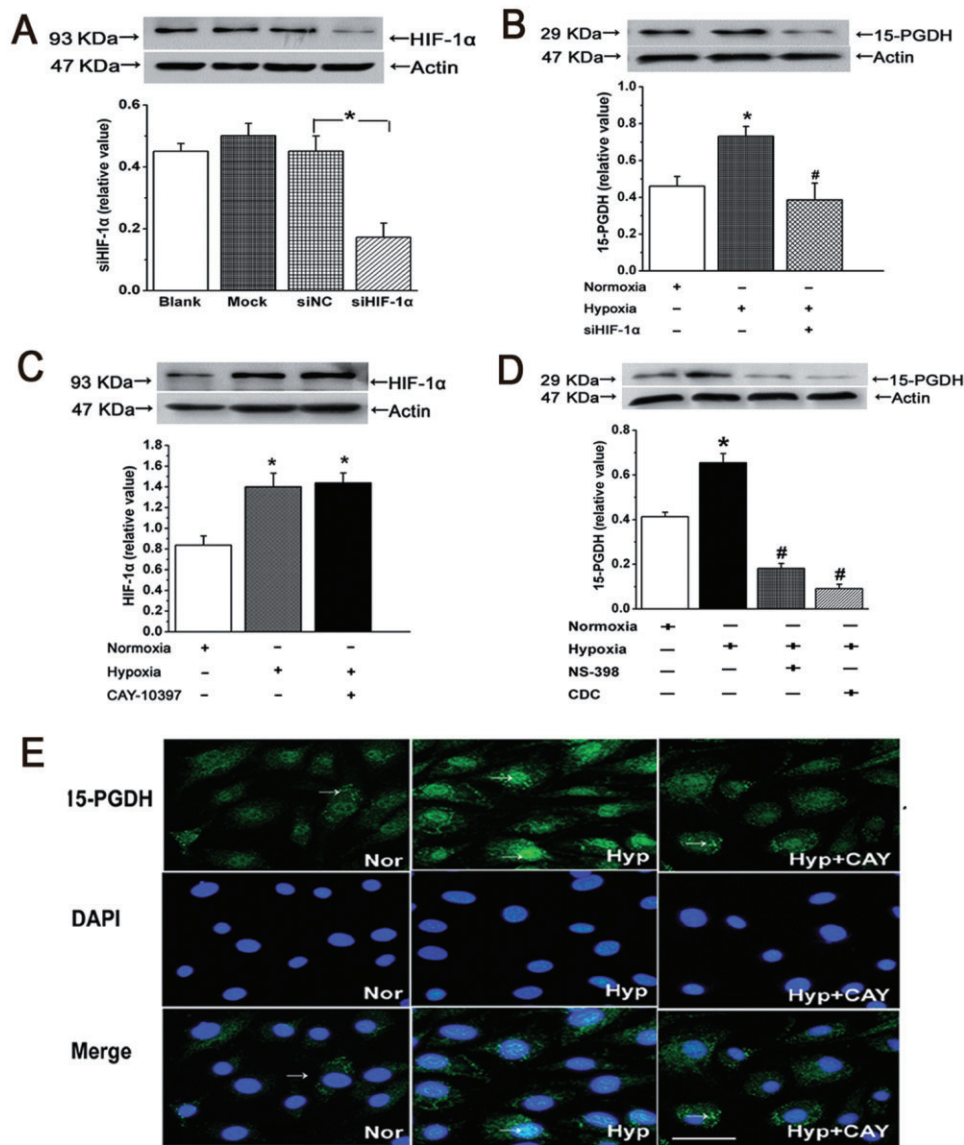 A
93 KDa→
←HIF-1α
47 KDa→
←Actin
siHIF-1α (relative value)
0.6
0.4
0.2
0.0
*
Blank Mock siNC siHIF-1α
B
29 KDa→
←15-PGDH
47 KDa→
←Actin
15-PGDH (relative value)
1.0
0.8
0.6
0.4
0.2
0.0
*
#
Normoxia + – –
Hypoxia – + +
siHIF-1α – – +
C
93 KDa→
←HIF-1α
47 KDa→
←Actin
HIF-1α (relative value)
1.8
1.6
1.4
1.2
1.0
0.8
0.6
0.4
0.2
0.0
* *
Normoxia + – –
Hypoxia – + +
CAY-10397 – – +
D
29 KDa→
←15-PGDH
47 KDa→
←Actin
15-PGDH (relative value)
0.8
0.6
0.4
0.2
0.0
*
# #
Normoxia + — — —
Hypoxia — + + +
NS-398 — — + —
CDC — — — +
E
15-PGDH
Nor Hyp Hyp+CAY
DAPI
Nor Hyp Hyp+CAY
Merge
Nor Hyp Hyp+CAY